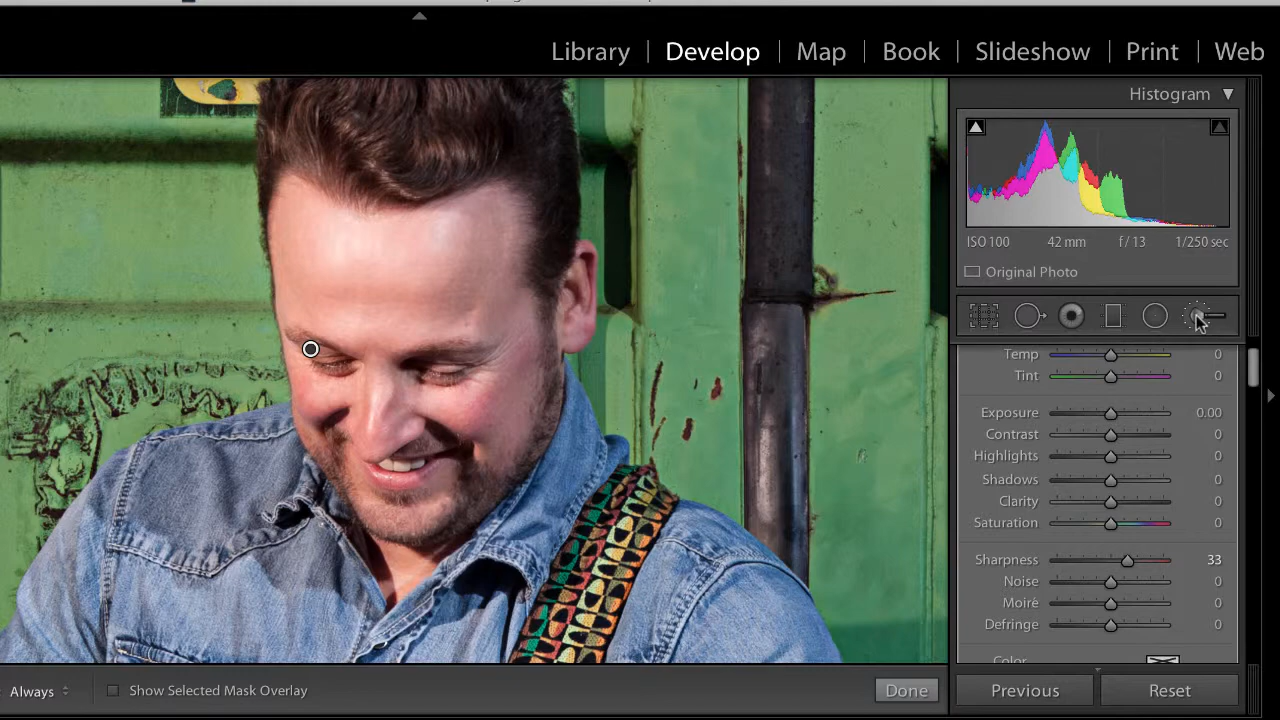 Library | Develop | Map | Book | Slideshow | Print | Web
Histogram
ISO 100 42 mm f / 13 1/250 sec
Original Photo
Temp 0
Tint 0
Exposure 0.00
Contrast 0
Highlights 0
Shadows 0
Clarity 0
Saturation 0
Sharpness 33
Noise 0
Moiré 0
Defringe 0
Color
Always Show Selected Mask Overlay Done
Previous Reset